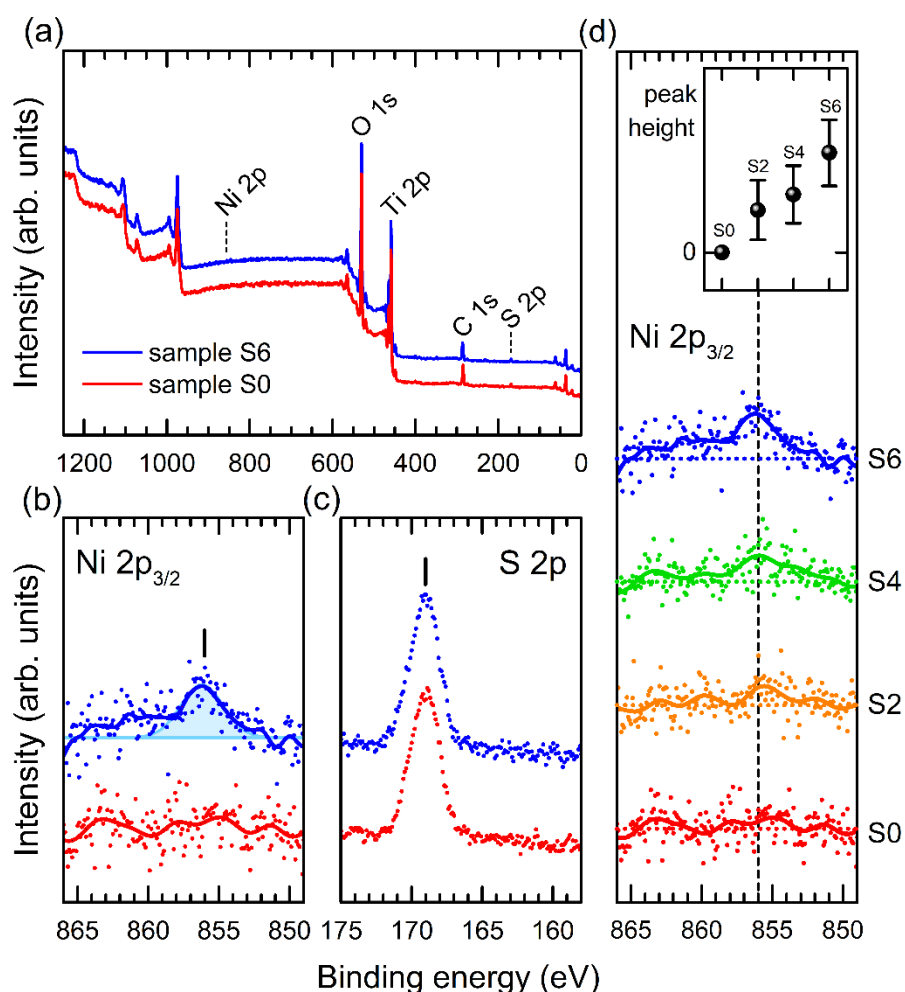 (a)
Intensity (arb. units)
Ni 2p
O 1s
Ti 2p
C 1s
S 2p
sample S6
sample S0
1200 1000 800 600 400 200 0
(b)
Ni 2p3/2
Intensity (arb. units)
865 860 855 850
(c)
S 2p
175 170 165 160
(d)
peak
height
0
S0
S2
S4
S6
Ni 2p3/2
S6
S4
S2
S0
865 860 855 850
Binding energy (eV)